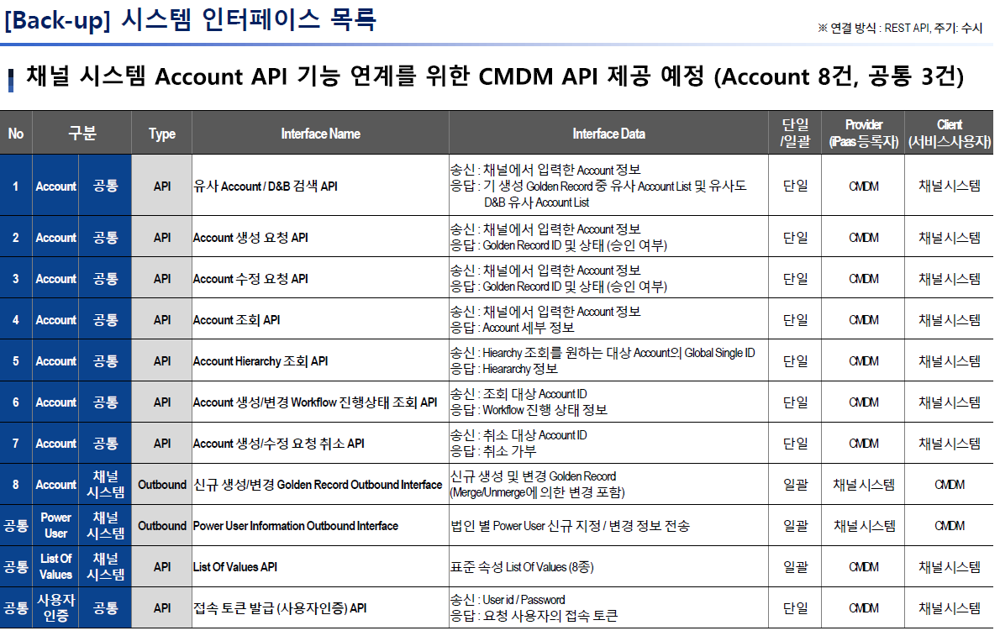 [Back-up] 시스템 인터페이스 목록
※ 연결 방식 : REST API, 주기: 수시
채널 시스템 Account API 기능 연계를 위한 CMDM API 제공 예정 (Account 8건, 공통 3건)
No 구분 Type Interface Name Interface Data 단일/일괄 Provider (iPaas 등록자) Client (서비스사용자)
1 Account 공통 API 유사 Account / D&B 검색 API 송신 : 채널에서 입력한 Account 정보
응답 : 기 생성 Golden Record 중 유사 Account List 및 유사도
D&B 유사 Account List
단일 CMDM 채널 시스템
2 Account 공통 API Account 생성 요청 API 송신 : 채널에서 입력한 Account 정보
응답 : Golden Record ID 및 상태 (승인 여부)
단일 CMDM 채널 시스템
3 Account 공통 API Account 수정 요청 API 송신 : 채널에서 입력한 Account 정보
응답 : Golden Record ID 및 상태 (승인 여부)
단일 CMDM 채널 시스템
4 Account 공통 API Account 조회 API 송신 : 채널에서 입력한 Account 정보
응답 : Account 세부 정보
단일 CMDM 채널 시스템
5 Account 공통 API Account Hierarchy 조회 API 송신 : Hiearchy 조회를 원하는 대상 Account의 Global Single ID
응답 : Hieararchy 정보
단일 CMDM 채널 시스템
6 Account 공통 API Account 생성/변경 Workflow 진행상태 조회 API 송신 : 조회 대상 Account ID
응답 : Workflow 진행 상태 정보
단일 CMDM 채널 시스템
7 Account 공통 API Account 생성/수정 요청 취소 API 송신 : 취소 대상 Account ID
응답 : 취소 가부
단일 CMDM 채널 시스템
8 Account 채널 시스템 Outbound 신규 생성/변경 Golden Record Outbound Interface 신규 생성 및 변경 Golden Record
(Merge/Unmerge에 의한 변경 포함)
일괄 채널 시스템 CMDM
공통 Power User 채널 시스템 Outbound Power User Information Outbound Interface 법인 별 Power User 신규 지정 / 변경 정보 전송 일괄 채널 시스템 CMDM
공통 List Of Values 채널 시스템 API List Of Values API 표준 속성 List Of Values (8종) 일괄 CMDM 채널 시스템
공통 사용자 인증 공통 API 접속 토큰 발급 (사용자인증) API 송신 : User id / Password
응답 : 요청 사용자의 접속 토큰
단일 CMDM 채널 시스템